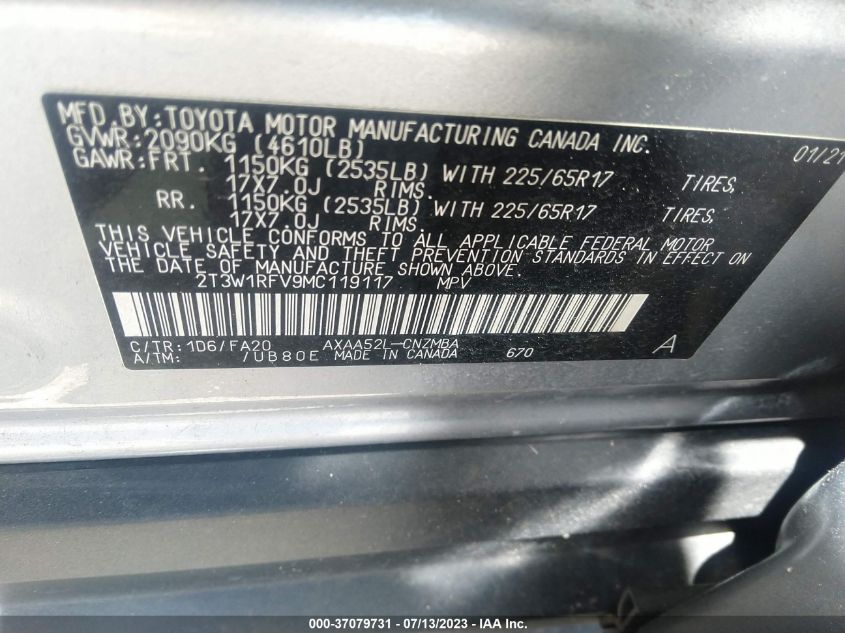 MFD.BY:TOYOTA MOTOR MANUFACTURING CANADA INC.
GVWR:2090KG (4610LB) 01/21
GAWR:FRT. 1150KG (2535LB) WITH 225/65R17 TIRES,
17X7.0J RIMS.
RR. 1150KG (2535LB) WITH 225/65R17 TIRES,
17X7.0J RIMS.
THIS VEHICLE CONFORMS TO ALL APPLICABLE FEDERAL MOTOR
VEHICLE SAFETY AND THEFT PREVENTION STANDARDS IN EFFECT ON
THE DATE OF MANUFACTURE SHOWN ABOVE.
2T3W1RFV9MC119117 MPV
C/TR:1D6/FA20 AXAA52L-CNZMBA A
A/TM: /UB80E MADE IN CANADA 670
000-37079731 - 07/13/2023 - IAA Inc.